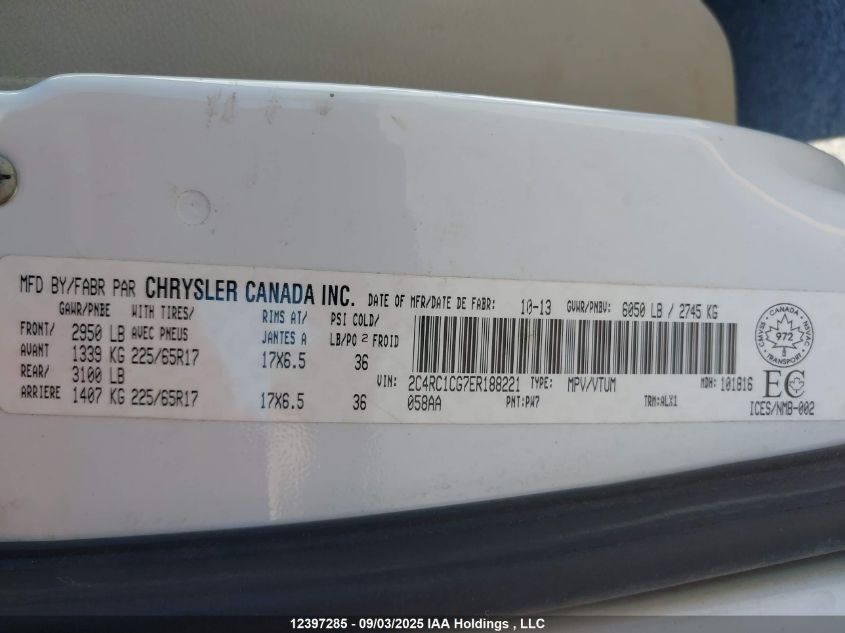 MFD BY/FABR PAR CHRYSLER CANADA INC. DATE OF MFR/DATE DE FABR: 10-13 GVWR/PNBV: 6050 LB / 2745 KG
GAWR/PNBE WITH TIRES/ RIMS AT/ PSI COLD/
FRONT/ 2950 LB AVEC PNEUS JANTES A LB/PO2 FROID
AVANT 1339 KG 225/65R17 17X6.5 36
REAR/ 3100 LB VIN: 2C4RC1CG7ER188221 TYPE: MPV/VTUM MDH: 101816
ARRIERE 1407 KG 225/65R17 17X6.5 36 058AA PNT:PW7 TRM:ALX1
CANADA
CMVSS 972 NSVAC
TRANSPORT
EC
ICES/NMB-002
12397285 - 09/03/2025 IAA Holdings , LLC